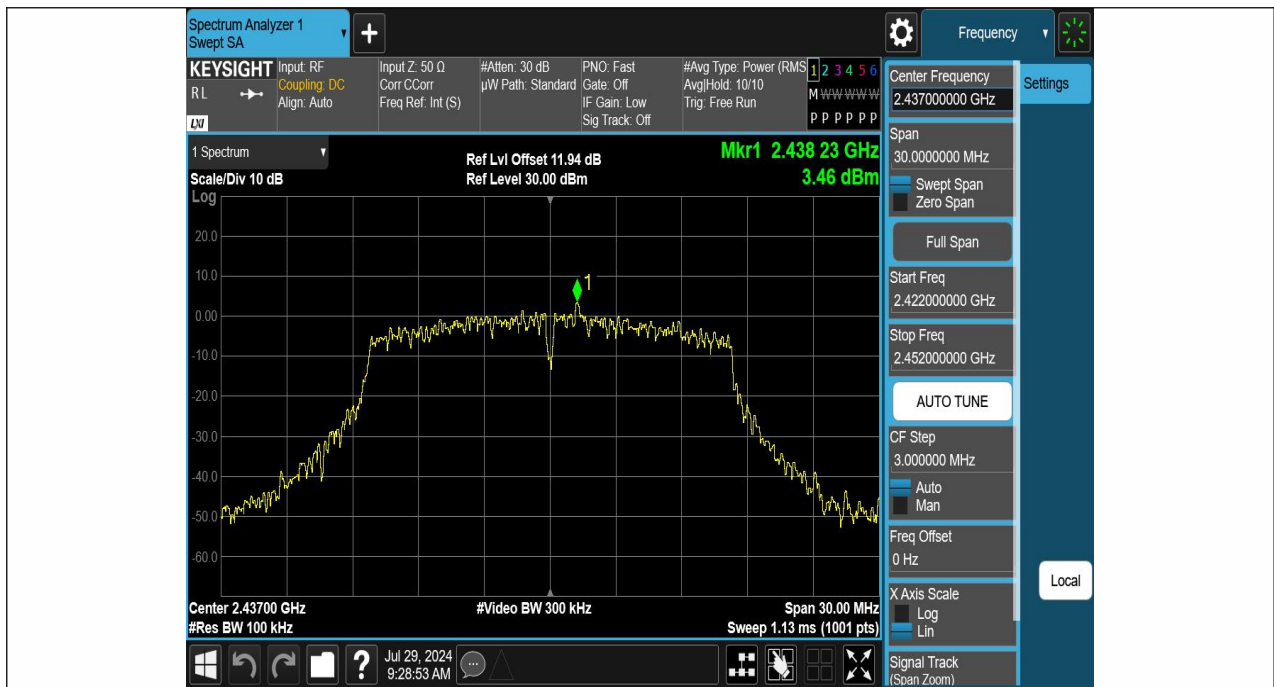 Spectrum Analyzer 1
Swept SA
+
Frequency
KEYSIGHT
RL
LXI
Input: RF
Coupling: DC
Align: Auto
Input Z: 50 Ω
Corr CCorr
Freq Ref: Int (S)
#Atten: 30 dB
µW Path: Standard
PNO: Fast
Gate: Off
IF Gain: Low
Sig Track: Off
#Avg Type: Power (RMS
Avg|Hold: 10/10
Trig: Free Run
1 2 3 4 5 6
M W W W W W
P P P P P P
1 Spectrum
Scale/Div 10 dB
Log
Ref Lvl Offset 11.94 dB
Ref Level 30.00 dBm
Mkr1 2.438 23 GHz
3.46 dBm
20.0
10.0
0.00
-10.0
-20.0
-30.0
-40.0
-50.0
-60.0
1
Center 2.43700 GHz
#Res BW 100 kHz
#Video BW 300 kHz
Span 30.00 MHz
Sweep 1.13 ms (1001 pts)
Jul 29, 2024
9:28:53 AM
?
Center Frequency
2.437000000 GHz
Span
30.0000000 MHz
Swept Span
Zero Span
Full Span
Start Freq
2.422000000 GHz
Stop Freq
2.452000000 GHz
AUTO TUNE
CF Step
3.000000 MHz
Auto
Man
Freq Offset
0 Hz
X Axis Scale
Log
Lin
Signal Track
(Span Zoom)
Settings
Local